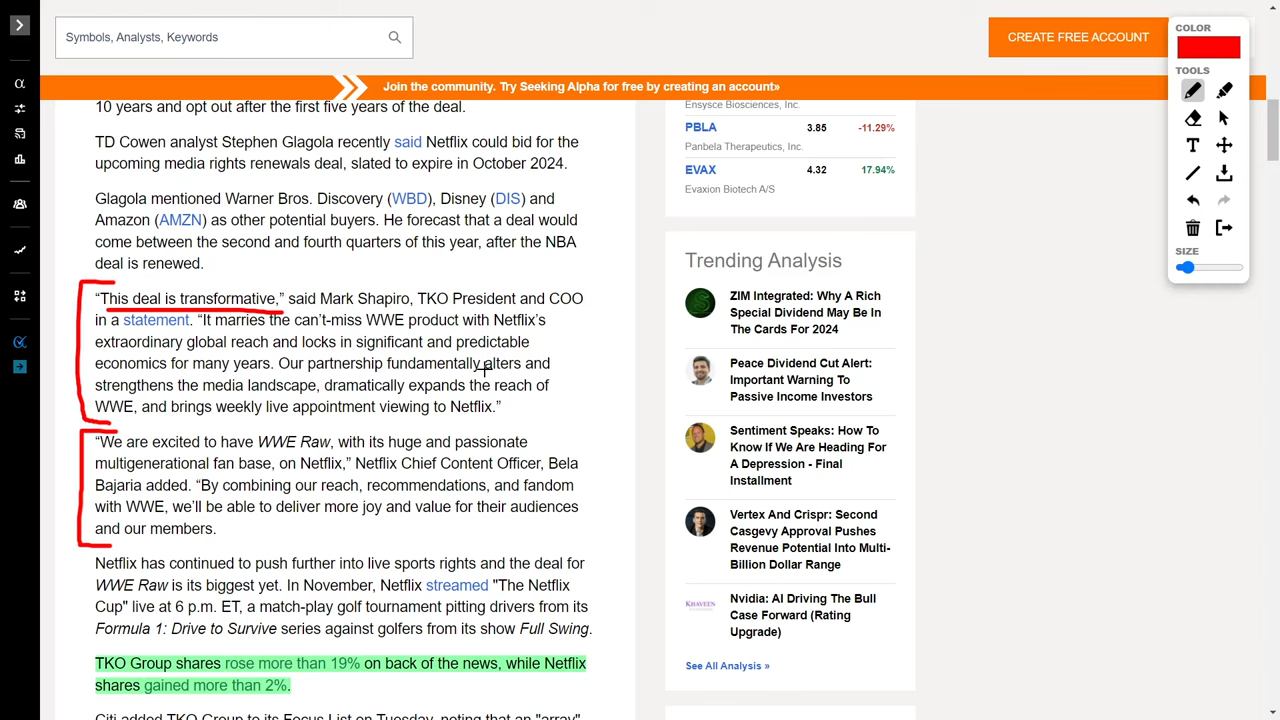 Symbols, Analysts, Keywords
CREATE FREE ACCOUNT
Join the community. Try Seeking Alpha for free by creating an account»
10 years and opt out after the first five years of the deal.
TD Cowen analyst Stephen Glagola recently said Netflix could bid for the
upcoming media rights renewals deal, slated to expire in October 2024.
Glagola mentioned Warner Bros. Discovery (WBD), Disney (DIS) and
Amazon (AMZN) as other potential buyers. He forecast that a deal would
come between the second and fourth quarters of this year, after the NBA
deal is renewed.
“This deal is transformative,” said Mark Shapiro, TKO President and COO
in a statement. “It marries the can’t-miss WWE product with Netflix’s
extraordinary global reach and locks in significant and predictable
economics for many years. Our partnership fundamentally alters and
strengthens the media landscape, dramatically expands the reach of
WWE, and brings weekly live appointment viewing to Netflix.”
“We are excited to have WWE Raw, with its huge and passionate
multigenerational fan base, on Netflix,” Netflix Chief Content Officer, Bela
Bajaria added. “By combining our reach, recommendations, and fandom
with WWE, we’ll be able to deliver more joy and value for their audiences
and our members.
Netflix has continued to push further into live sports rights and the deal for
WWE Raw is its biggest yet. In November, Netflix streamed "The Netflix
Cup" live at 6 p.m. ET, a match-play golf tournament pitting drivers from its
Formula 1: Drive to Survive series against golfers from its show Full Swing.
TKO Group shares rose more than 19% on back of the news, while Netflix
shares gained more than 2%.
Citi added TKO Group to its Focus List on Tuesday, noting that an "array"
Ensysce Biosciences, Inc.
PBLA 3.85 -11.29%
Panbela Therapeutics, Inc.
EVAX 4.32 17.94%
Evaxion Biotech A/S
Trending Analysis
ZIM Integrated: Why A Rich
Special Dividend May Be In
The Cards For 2024
Peace Dividend Cut Alert:
Important Warning To
Passive Income Investors
Sentiment Speaks: How To
Know If We Are Heading For
A Depression - Final
Installment
Vertex And Crispr: Second
Casgevy Approval Pushes
Revenue Potential Into Multi-
Billion Dollar Range
KHAVEEN
Nvidia: AI Driving The Bull
Case Forward (Rating
Upgrade)
See All Analysis »
COLOR
TOOLS
T
SIZE